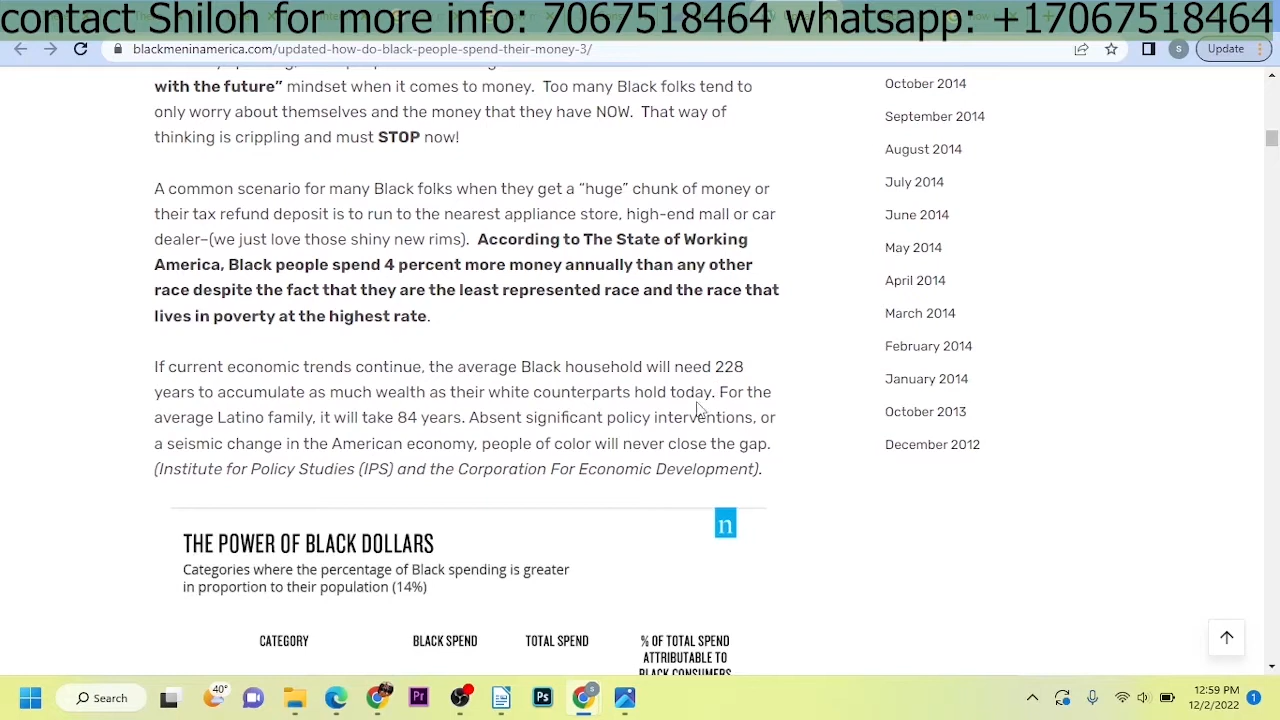 contact Shiloh for more info: 7067518464 whatsapp: +17067518464
blackmeninamerica.com/updated-how-do-black-people-spend-their-money-3/
S
Update
with the future” mindset when it comes to money. Too many Black folks tend to
only worry about themselves and the money that they have NOW. That way of
thinking is crippling and must STOP now!
A common scenario for many Black folks when they get a “huge” chunk of money or
their tax refund deposit is to run to the nearest appliance store, high-end mall or car
dealer–(we just love those shiny new rims). According to The State of Working
America, Black people spend 4 percent more money annually than any other
race despite the fact that they are the least represented race and the race that
lives in poverty at the highest rate.
If current economic trends continue, the average Black household will need 228
years to accumulate as much wealth as their white counterparts hold today. For the
average Latino family, it will take 84 years. Absent significant policy interventions, or
a seismic change in the American economy, people of color will never close the gap.
(Institute for Policy Studies (IPS) and the Corporation For Economic Development).
n
THE POWER OF BLACK DOLLARS
Categories where the percentage of Black spending is greater
in proportion to their population (14%)
CATEGORY BLACK SPEND TOTAL SPEND % OF TOTAL SPEND
ATTRIBUTABLE TO
BLACK CONSUMERS
October 2014
September 2014
August 2014
July 2014
June 2014
May 2014
April 2014
March 2014
February 2014
January 2014
October 2013
December 2012
Search
40°
Pr
Ps
S
12:59 PM
12/2/2022
1